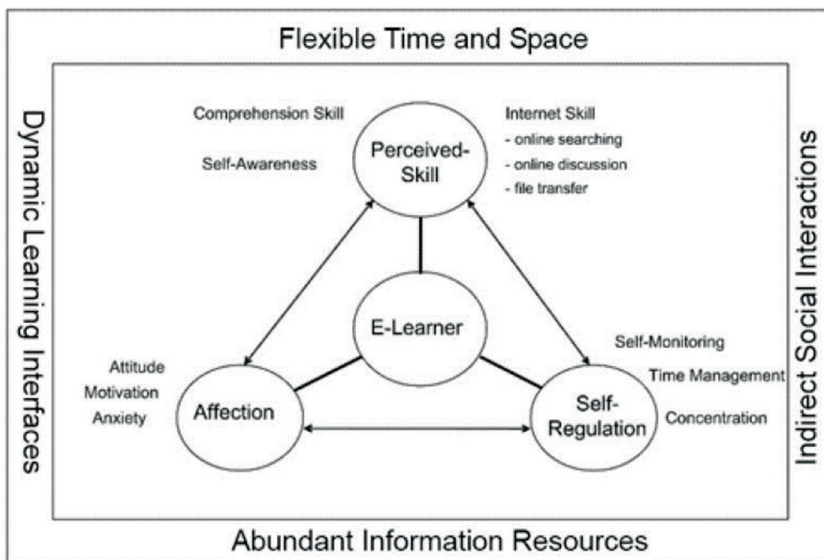 Flexible Time and Space
Dynamic Learning Interfaces
Comprehension Skill
Self-Awareness
Perceived-
Skill
Internet Skill
- online searching
- online discussion
- file transfer
E-Learner
Attitude
Motivation
Anxiety
Affection
Self-
Regulation
Self-Monitoring
Time Management
Concentration
Indirect Social Interactions
Abundant Information Resources